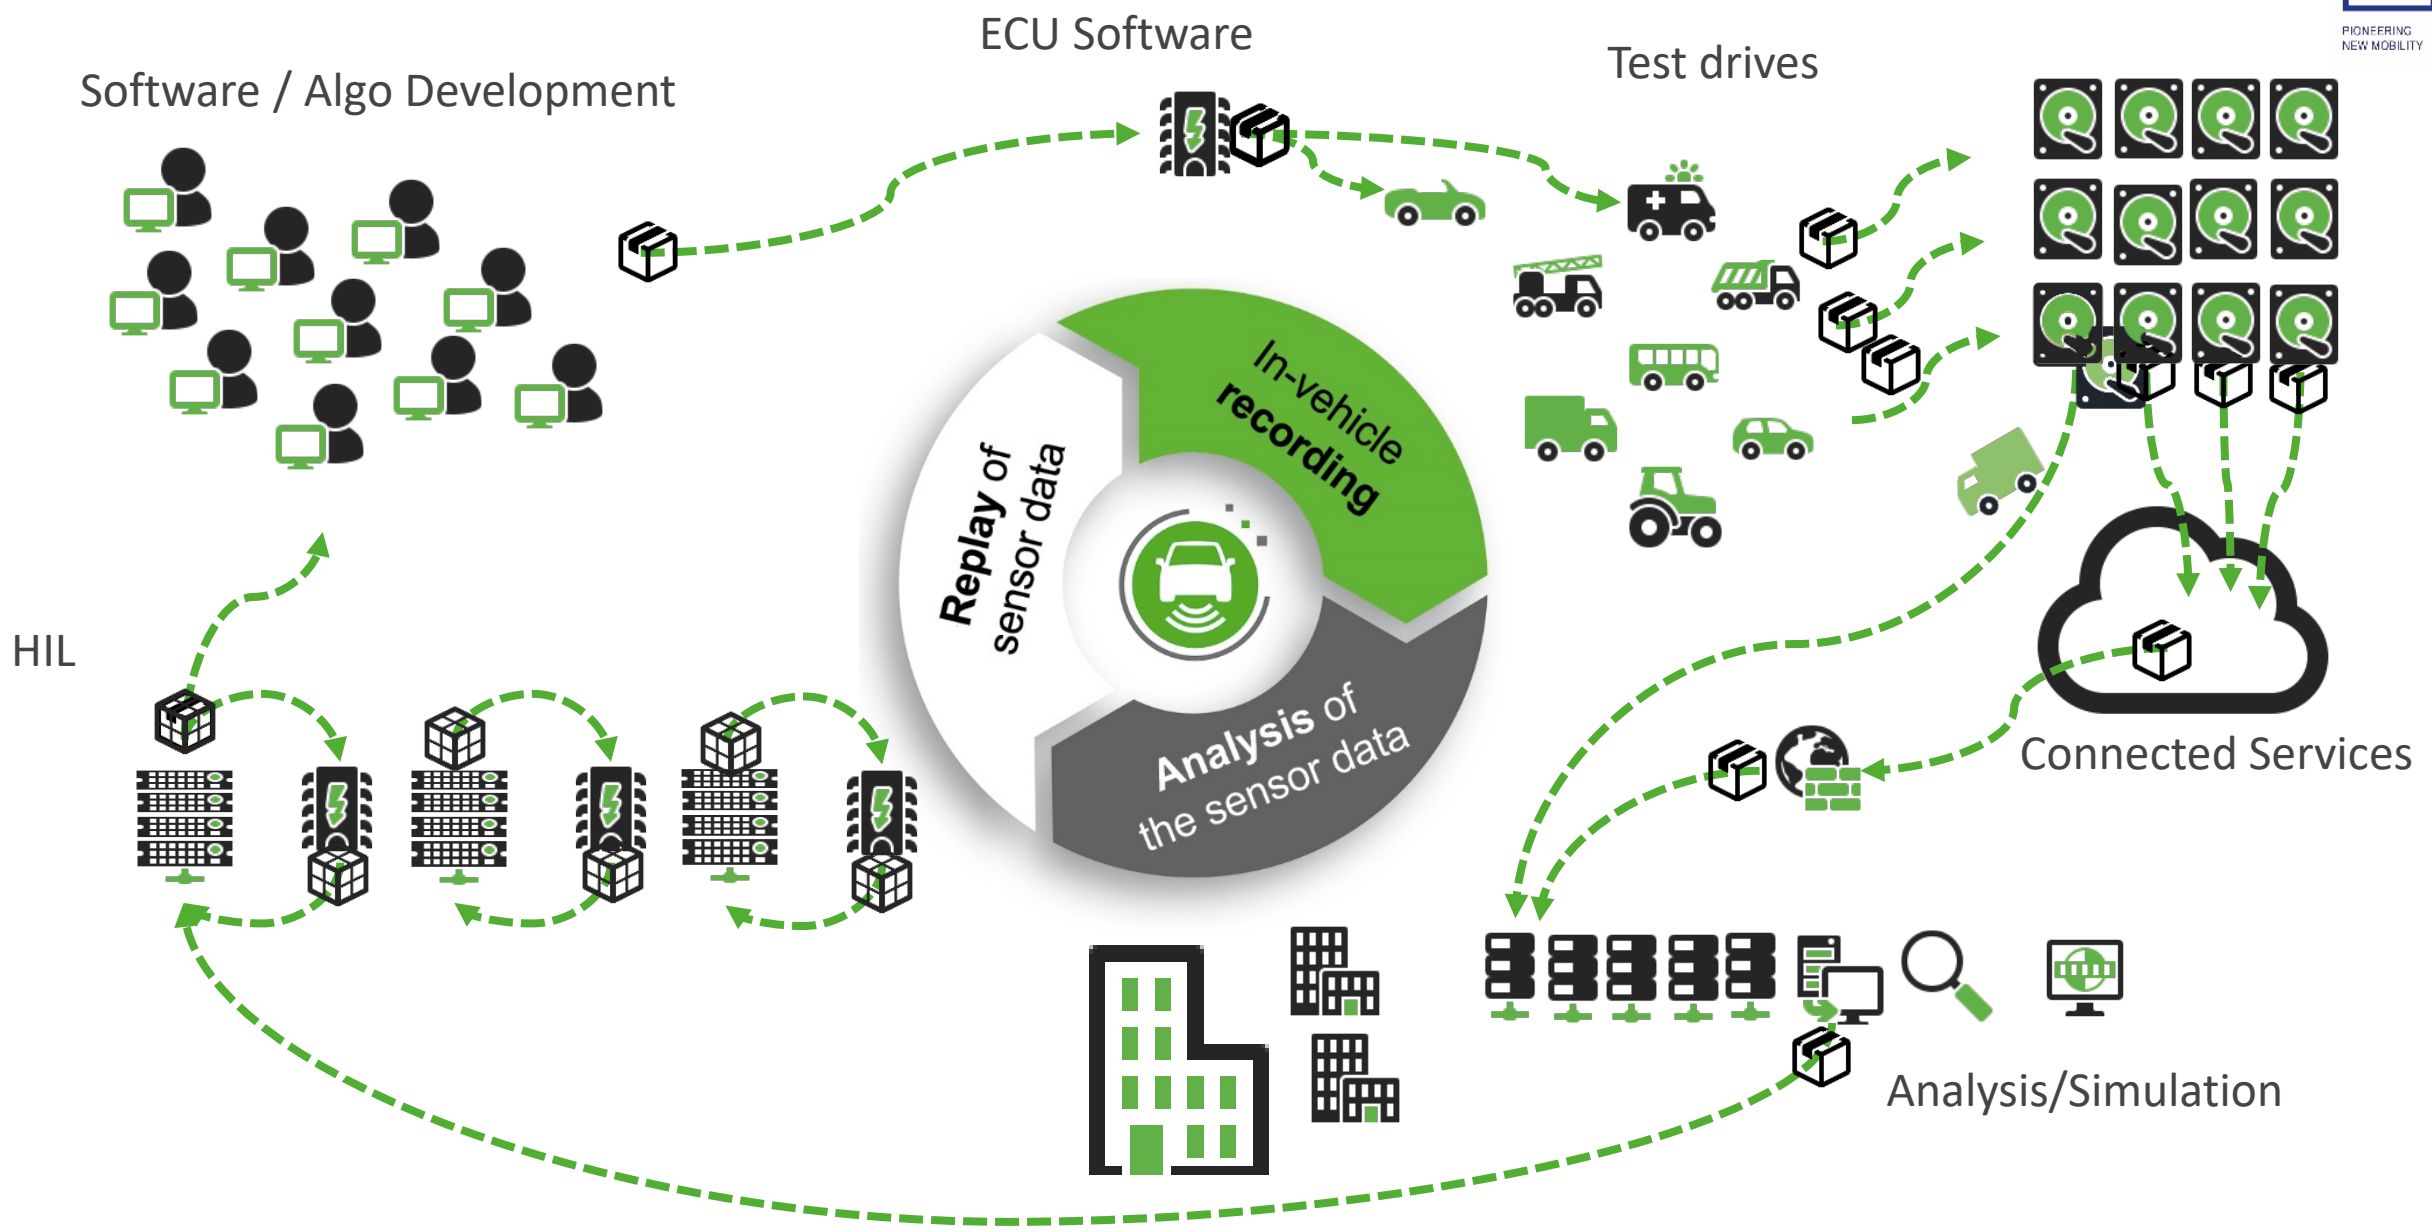 PIONEERING
NEW MOBILITY
ECU Software
Test drives
Software / Algo Development
In-vehicle
recording
Replay of
sensor data
HIL
Analysis of
the sensor data
Connected Services
Analysis/Simulation